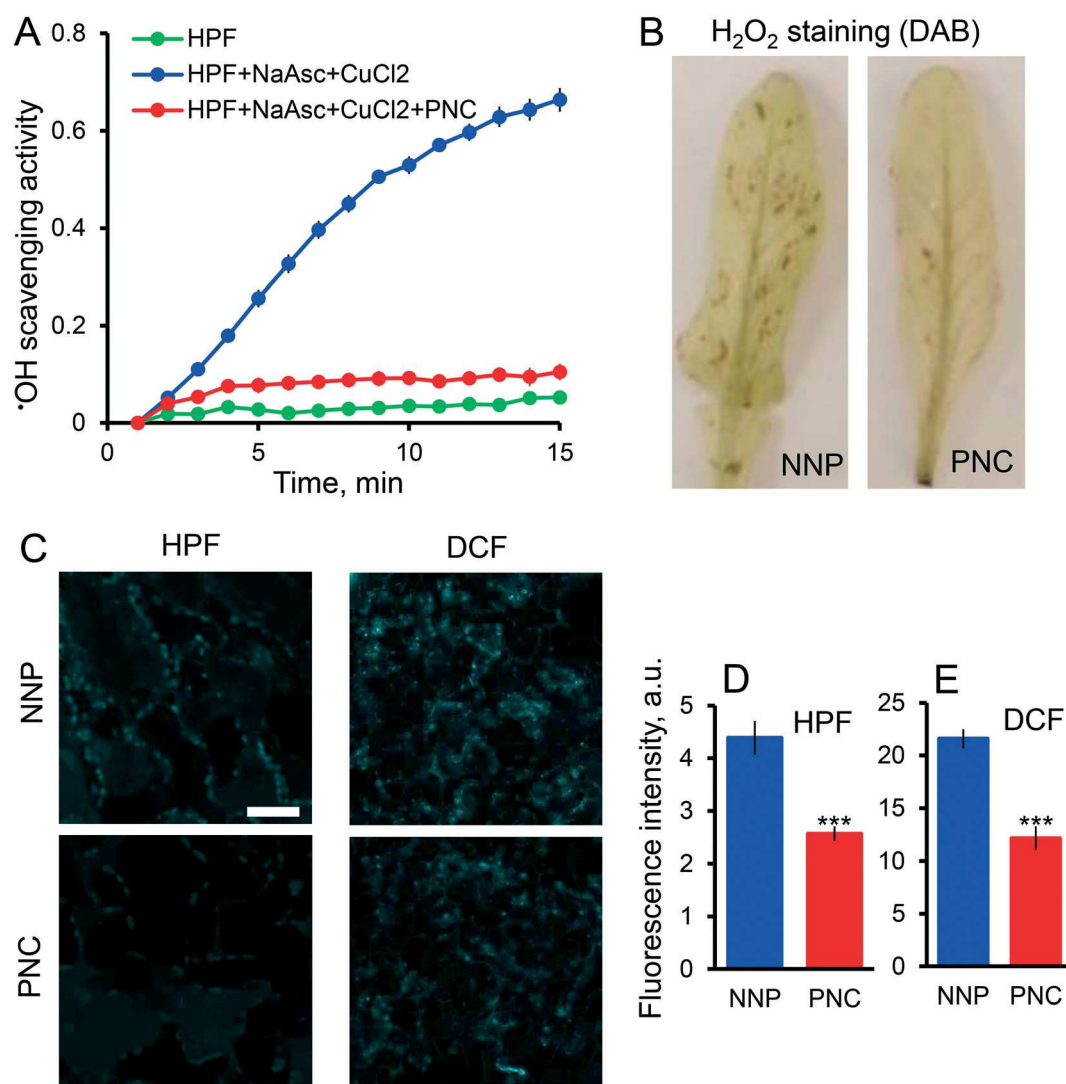 A
0.8
0.6
0.4
0.2
0
•OH scavenging activity
HPF
HPF+NaAsc+CuCl2
HPF+NaAsc+CuCl2+PNC
0
5
10
15
Time, min
B
H₂O₂ staining (DAB)
NNP
PNC
C
HPF
DCF
NNP
PNC
D
HPF
Fluorescence intensity, a.u.
5
4
3
2
1
0
***
NNP
PNC
E
DCF
25
20
15
10
5
0
***
NNP
PNC